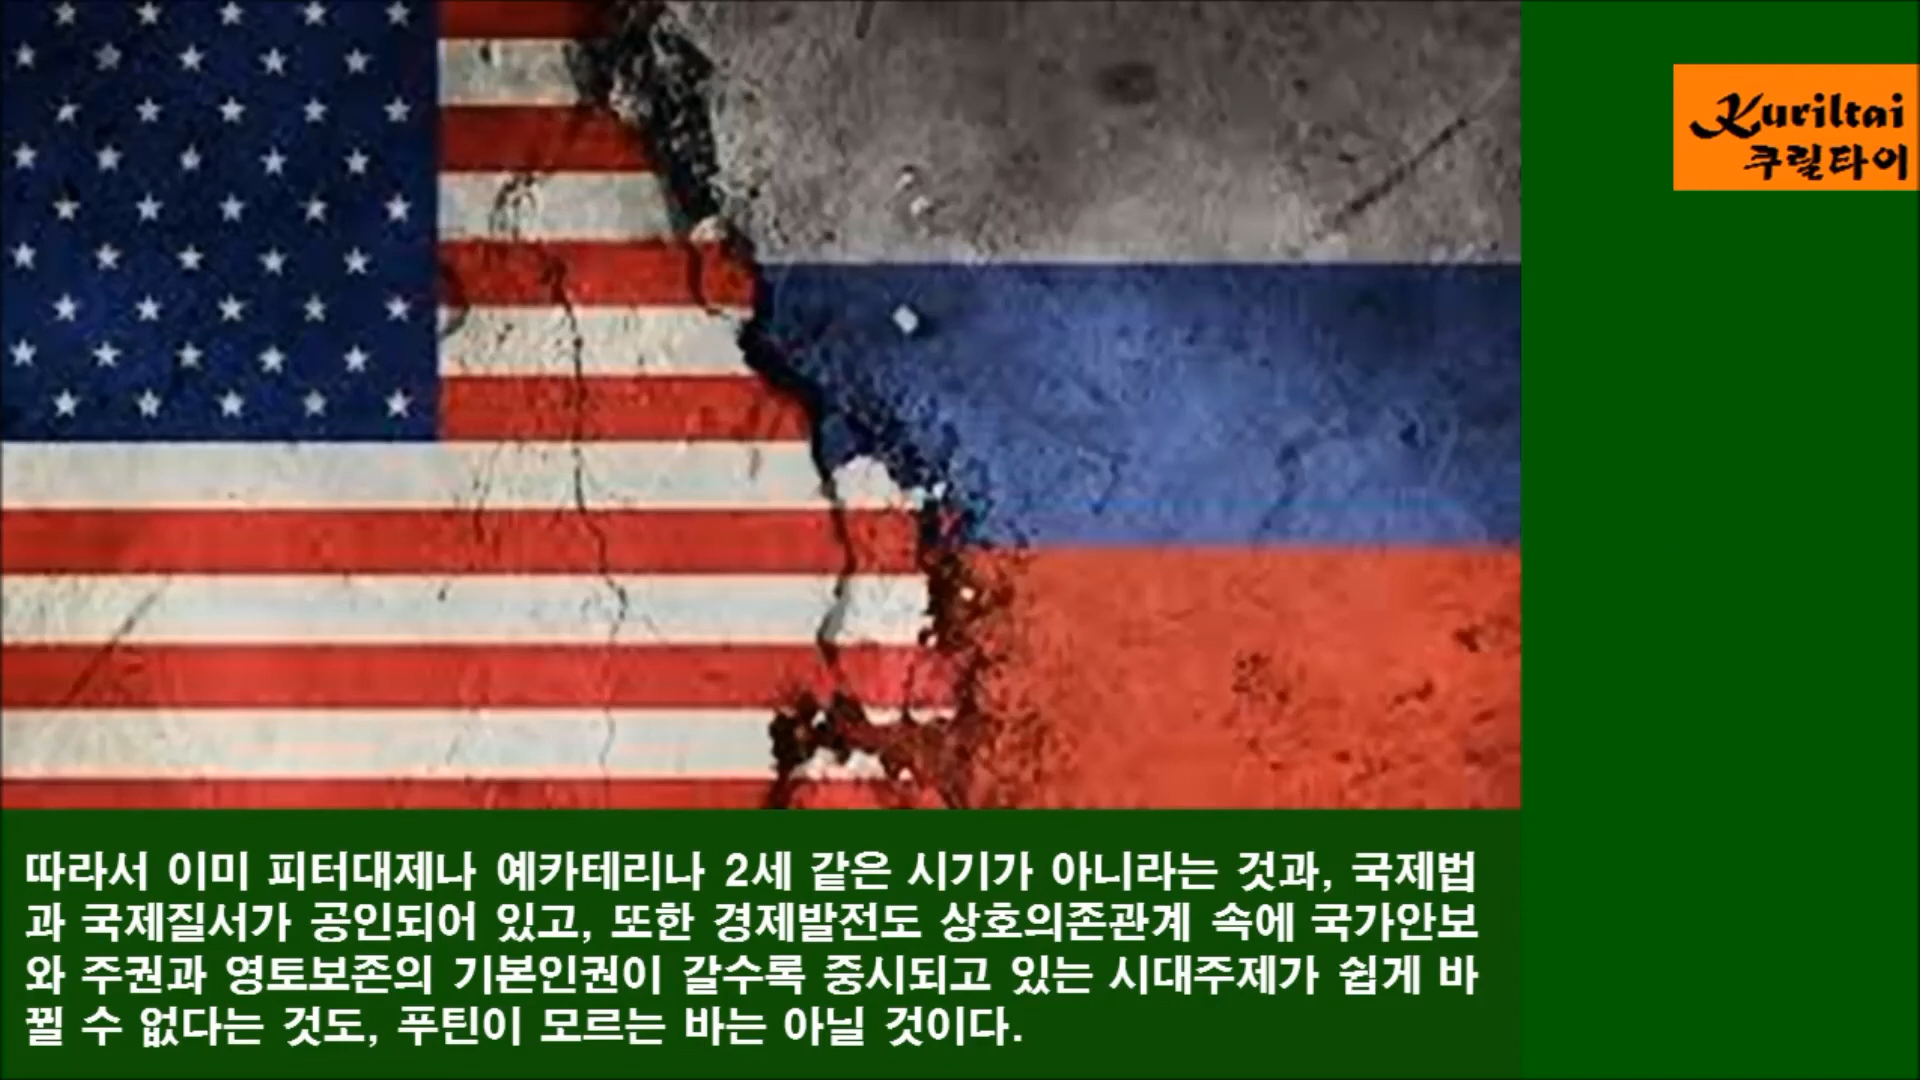 Kuriltai
쿠릴타이
따라서 이미 피터대제나 예카테리나 2세 같은 시기가 아니라는 것과, 국제법
과 국제질서가 공인되어 있고, 또한 경제발전도 상호의존관계 속에 국가안보
와 주권과 영토보존의 기본인권이 갈수록 중시되고 있는 시대주제가 쉽게 바
뀔 수 없다는 것도, 푸틴이 모르는 바는 아닐 것이다.